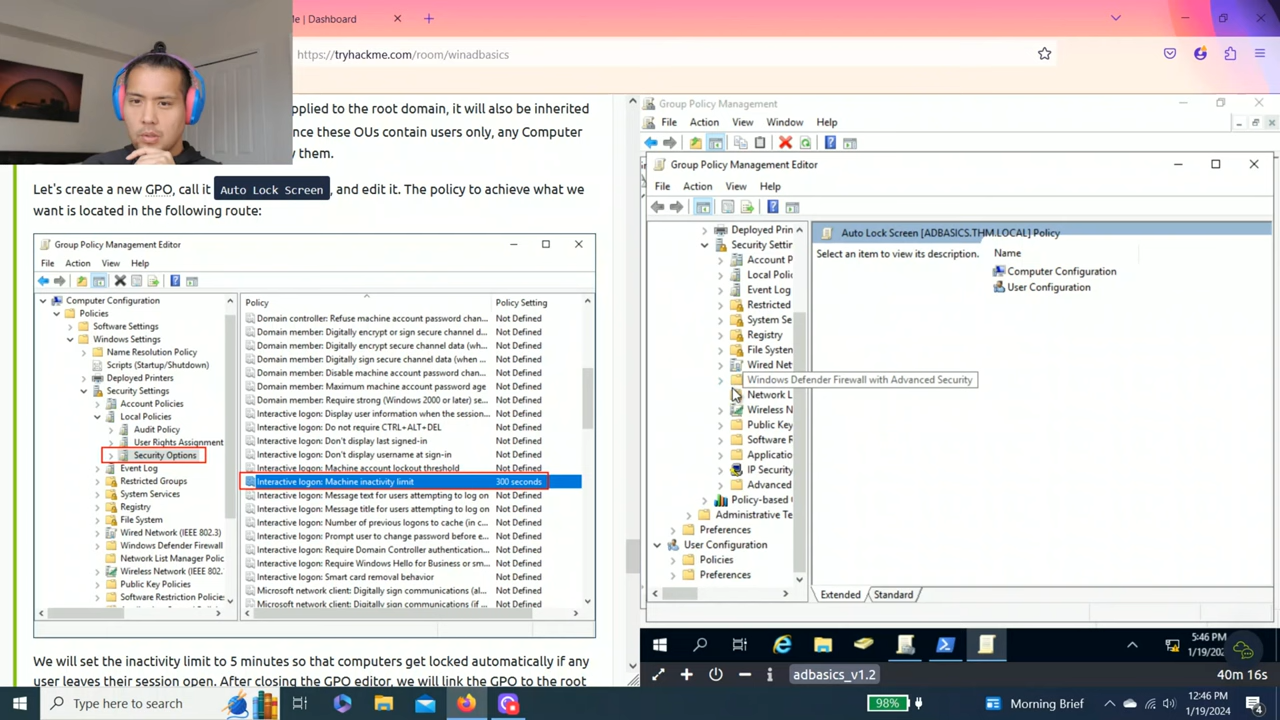 Me | Dashboard
https://tryhackme.com/room/winadbasics
pplied to the root domain, it will also be inherited
nce these OUs contain users only, any Computer
y them.
Let's create a new GPO, call it Auto Lock Screen, and edit it. The policy to achieve what we
want is located in the following route:
Group Policy Management Editor
File Action View Help
Computer Configuration
Policies
Software Settings
Windows Settings
Name Resolution Policy
Scripts (Startup/Shutdown)
Deployed Printers
Security Settings
Account Policies
Local Policies
Audit Policy
User Rights Assignment
Security Options
Event Log
Restricted Groups
System Services
Registry
File System
Wired Network (IEEE 802.3)
Windows Defender Firewall
Network List Manager Polic
Wireless Network (IEEE 802.
Public Key Policies
Software Restriction Policies
Policy Policy Setting
Domain controller: Refuse machine account password chan... Not Defined
Domain member: Digitally encrypt or sign secure channel d... Not Defined
Domain member: Digitally encrypt secure channel data (whe... Not Defined
Domain member: Digitally sign secure channel data (when ... Not Defined
Domain member: Disable machine account password chan... Not Defined
Domain member: Maximum machine account password age Not Defined
Domain member: Require strong (Windows 2000 or later) se... Not Defined
Interactive logon: Display user information when the session... Not Defined
Interactive logon: Do not require CTRL+ALT+DEL Not Defined
Interactive logon: Don't display last signed-in Not Defined
Interactive logon: Don't display username at sign-in Not Defined
Interactive logon: Machine account lockout threshold Not Defined
Interactive logon: Machine inactivity limit 300 seconds
Interactive logon: Message text for users attempting to log on Not Defined
Interactive logon: Message title for users attempting to log on Not Defined
Interactive logon: Number of previous logons to cache (in c... Not Defined
Interactive logon: Prompt user to change password before e... Not Defined
Interactive logon: Require Domain Controller authentication... Not Defined
Interactive logon: Require Windows Hello for Business or sm... Not Defined
Interactive logon: Smart card removal behavior Not Defined
Microsoft network client: Digitally sign communications (al... Not Defined
Microsoft network client: Digitally sign communications (if ... Not Defined
We will set the inactivity limit to 5 minutes so that computers get locked automatically if any
user leaves their session open. After closing the GPO editor, we will link the GPO to the root
Group Policy Management
File Action View Window Help
Group Policy Management Editor
File Action View Help
Deployed Prin
Security Settin
Account P
Local Polic
Event Log
Restricted
System Se
Registry
File System
Wired Net
Windows Defender Firewall with Advanced Security
Network L
Wireless N
Public Key
Software R
Applicatio
IP Security
Advanced
Policy-based
Administrative Te
Preferences
User Configuration
Policies
Preferences
Auto Lock Screen [ADBASICS.THM.LOCAL] Policy
Select an item to view its description.
Name
Computer Configuration
User Configuration
Extended Standard
5:46 PM
1/19/202
adbasics_v1.2
40m 16s
Type here to search
98%
Morning Brief
12:46 PM
1/19/2024
4